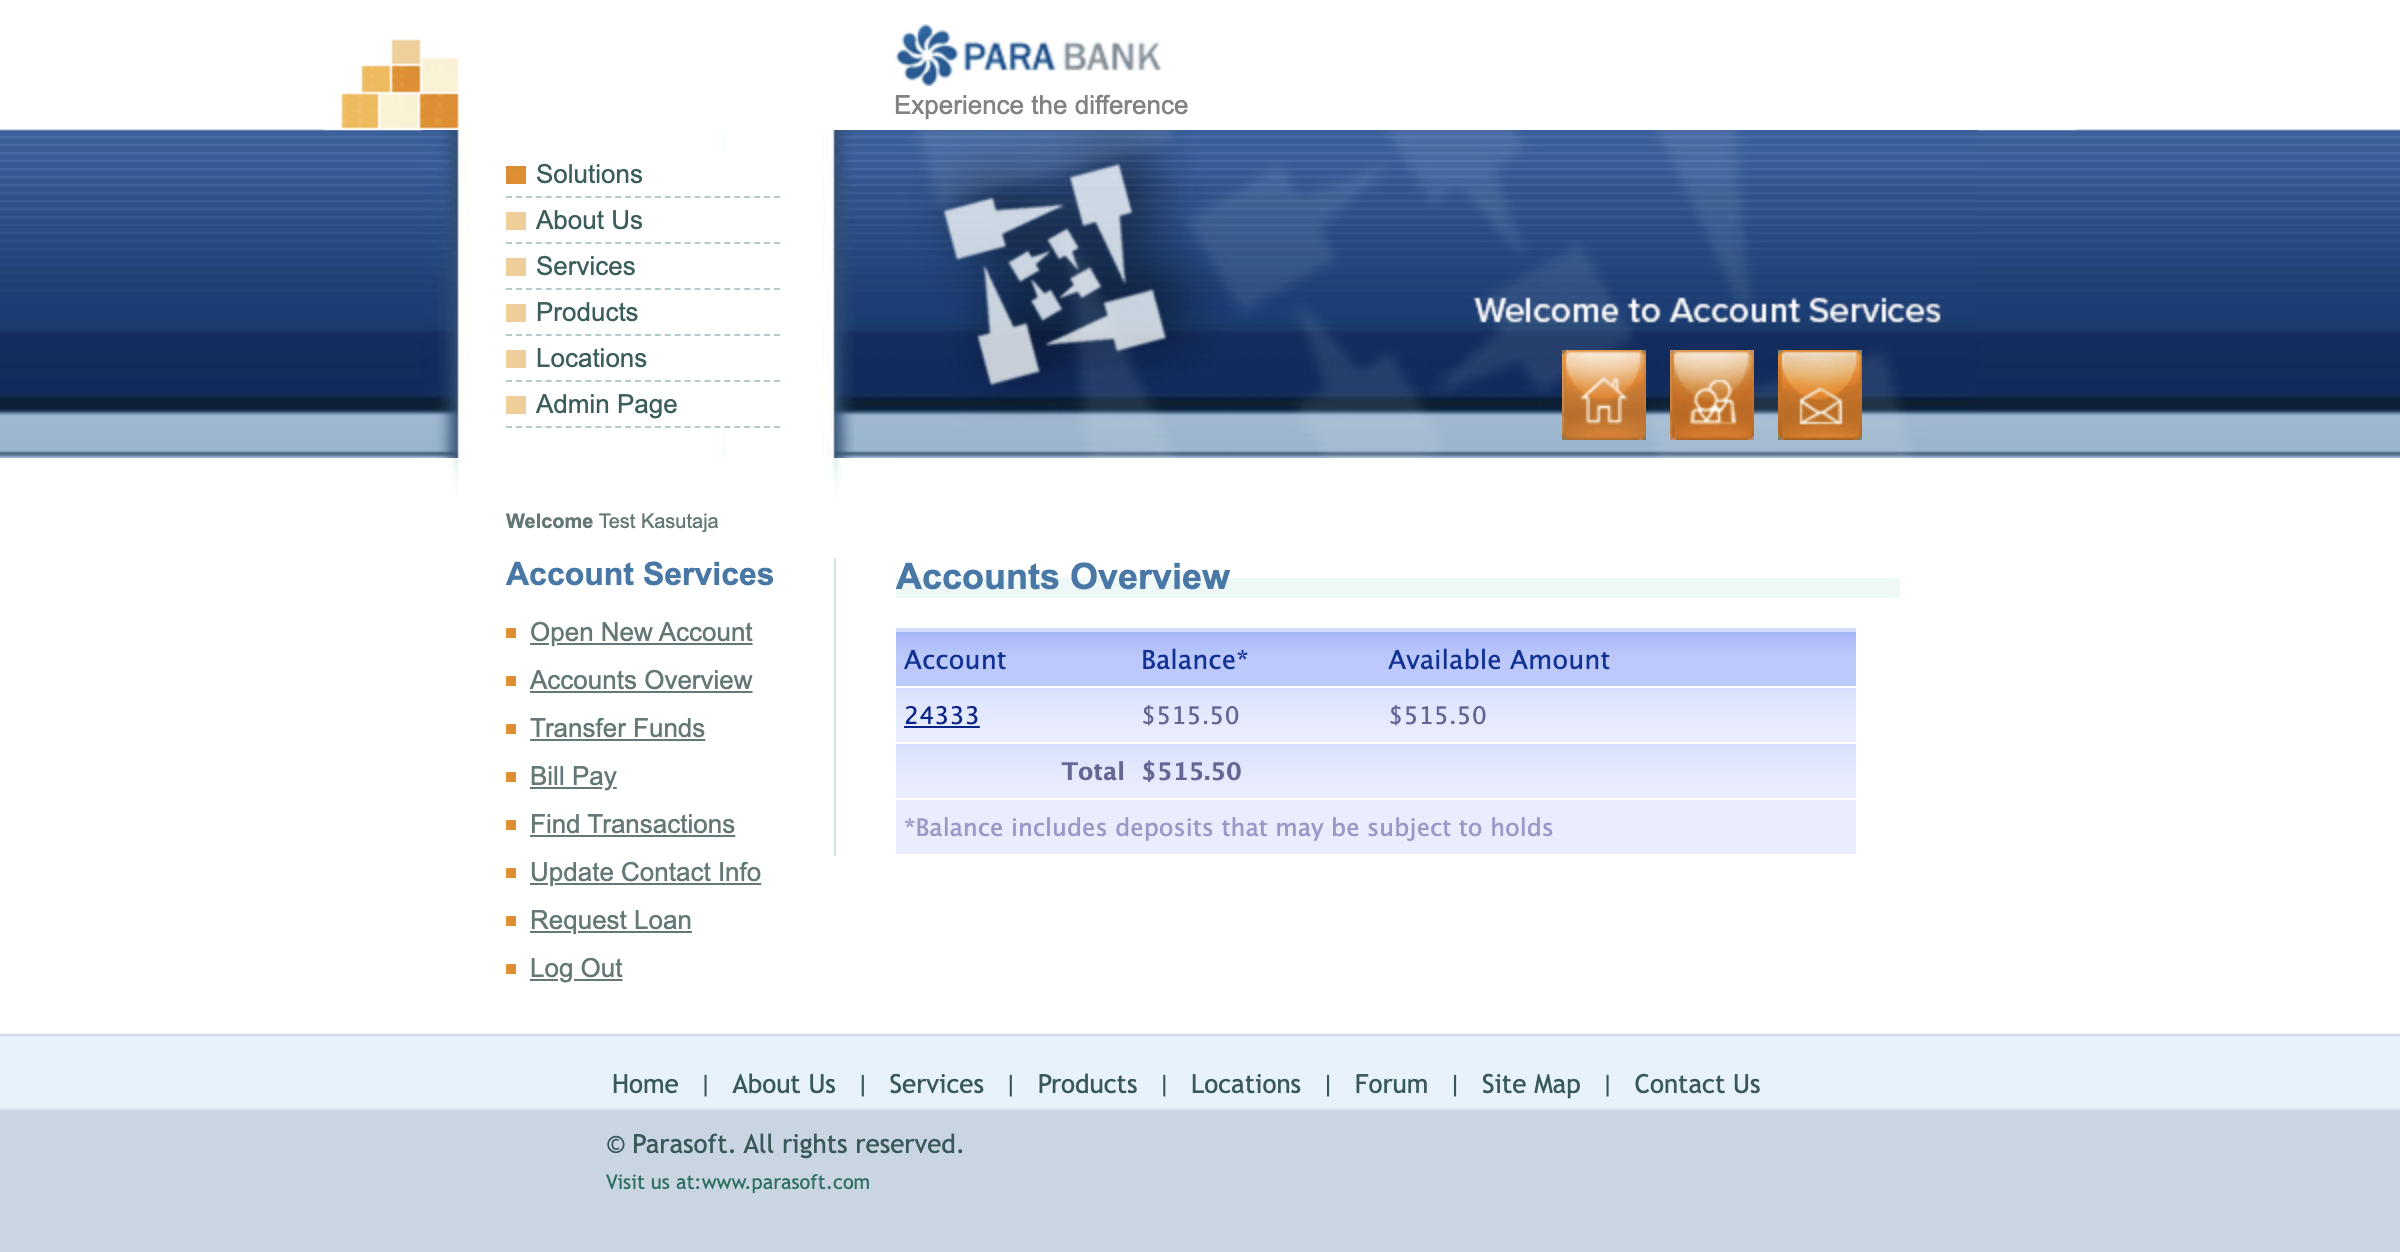 PARA BANK
Experience the difference
Solutions
About Us
Services
Products
Locations
Admin Page
Welcome to Account Services
Welcome Test Kasutaja
Account Services
Open New Account
Accounts Overview
Transfer Funds
Bill Pay
Find Transactions
Update Contact Info
Request Loan
Log Out
Accounts Overview
Account Balance* Available Amount
24333 $515.50 $515.50
Total $515.50
*Balance includes deposits that may be subject to holds
Home | About Us | Services | Products | Locations | Forum | Site Map | Contact Us
© Parasoft. All rights reserved.
Visit us at:www.parasoft.com